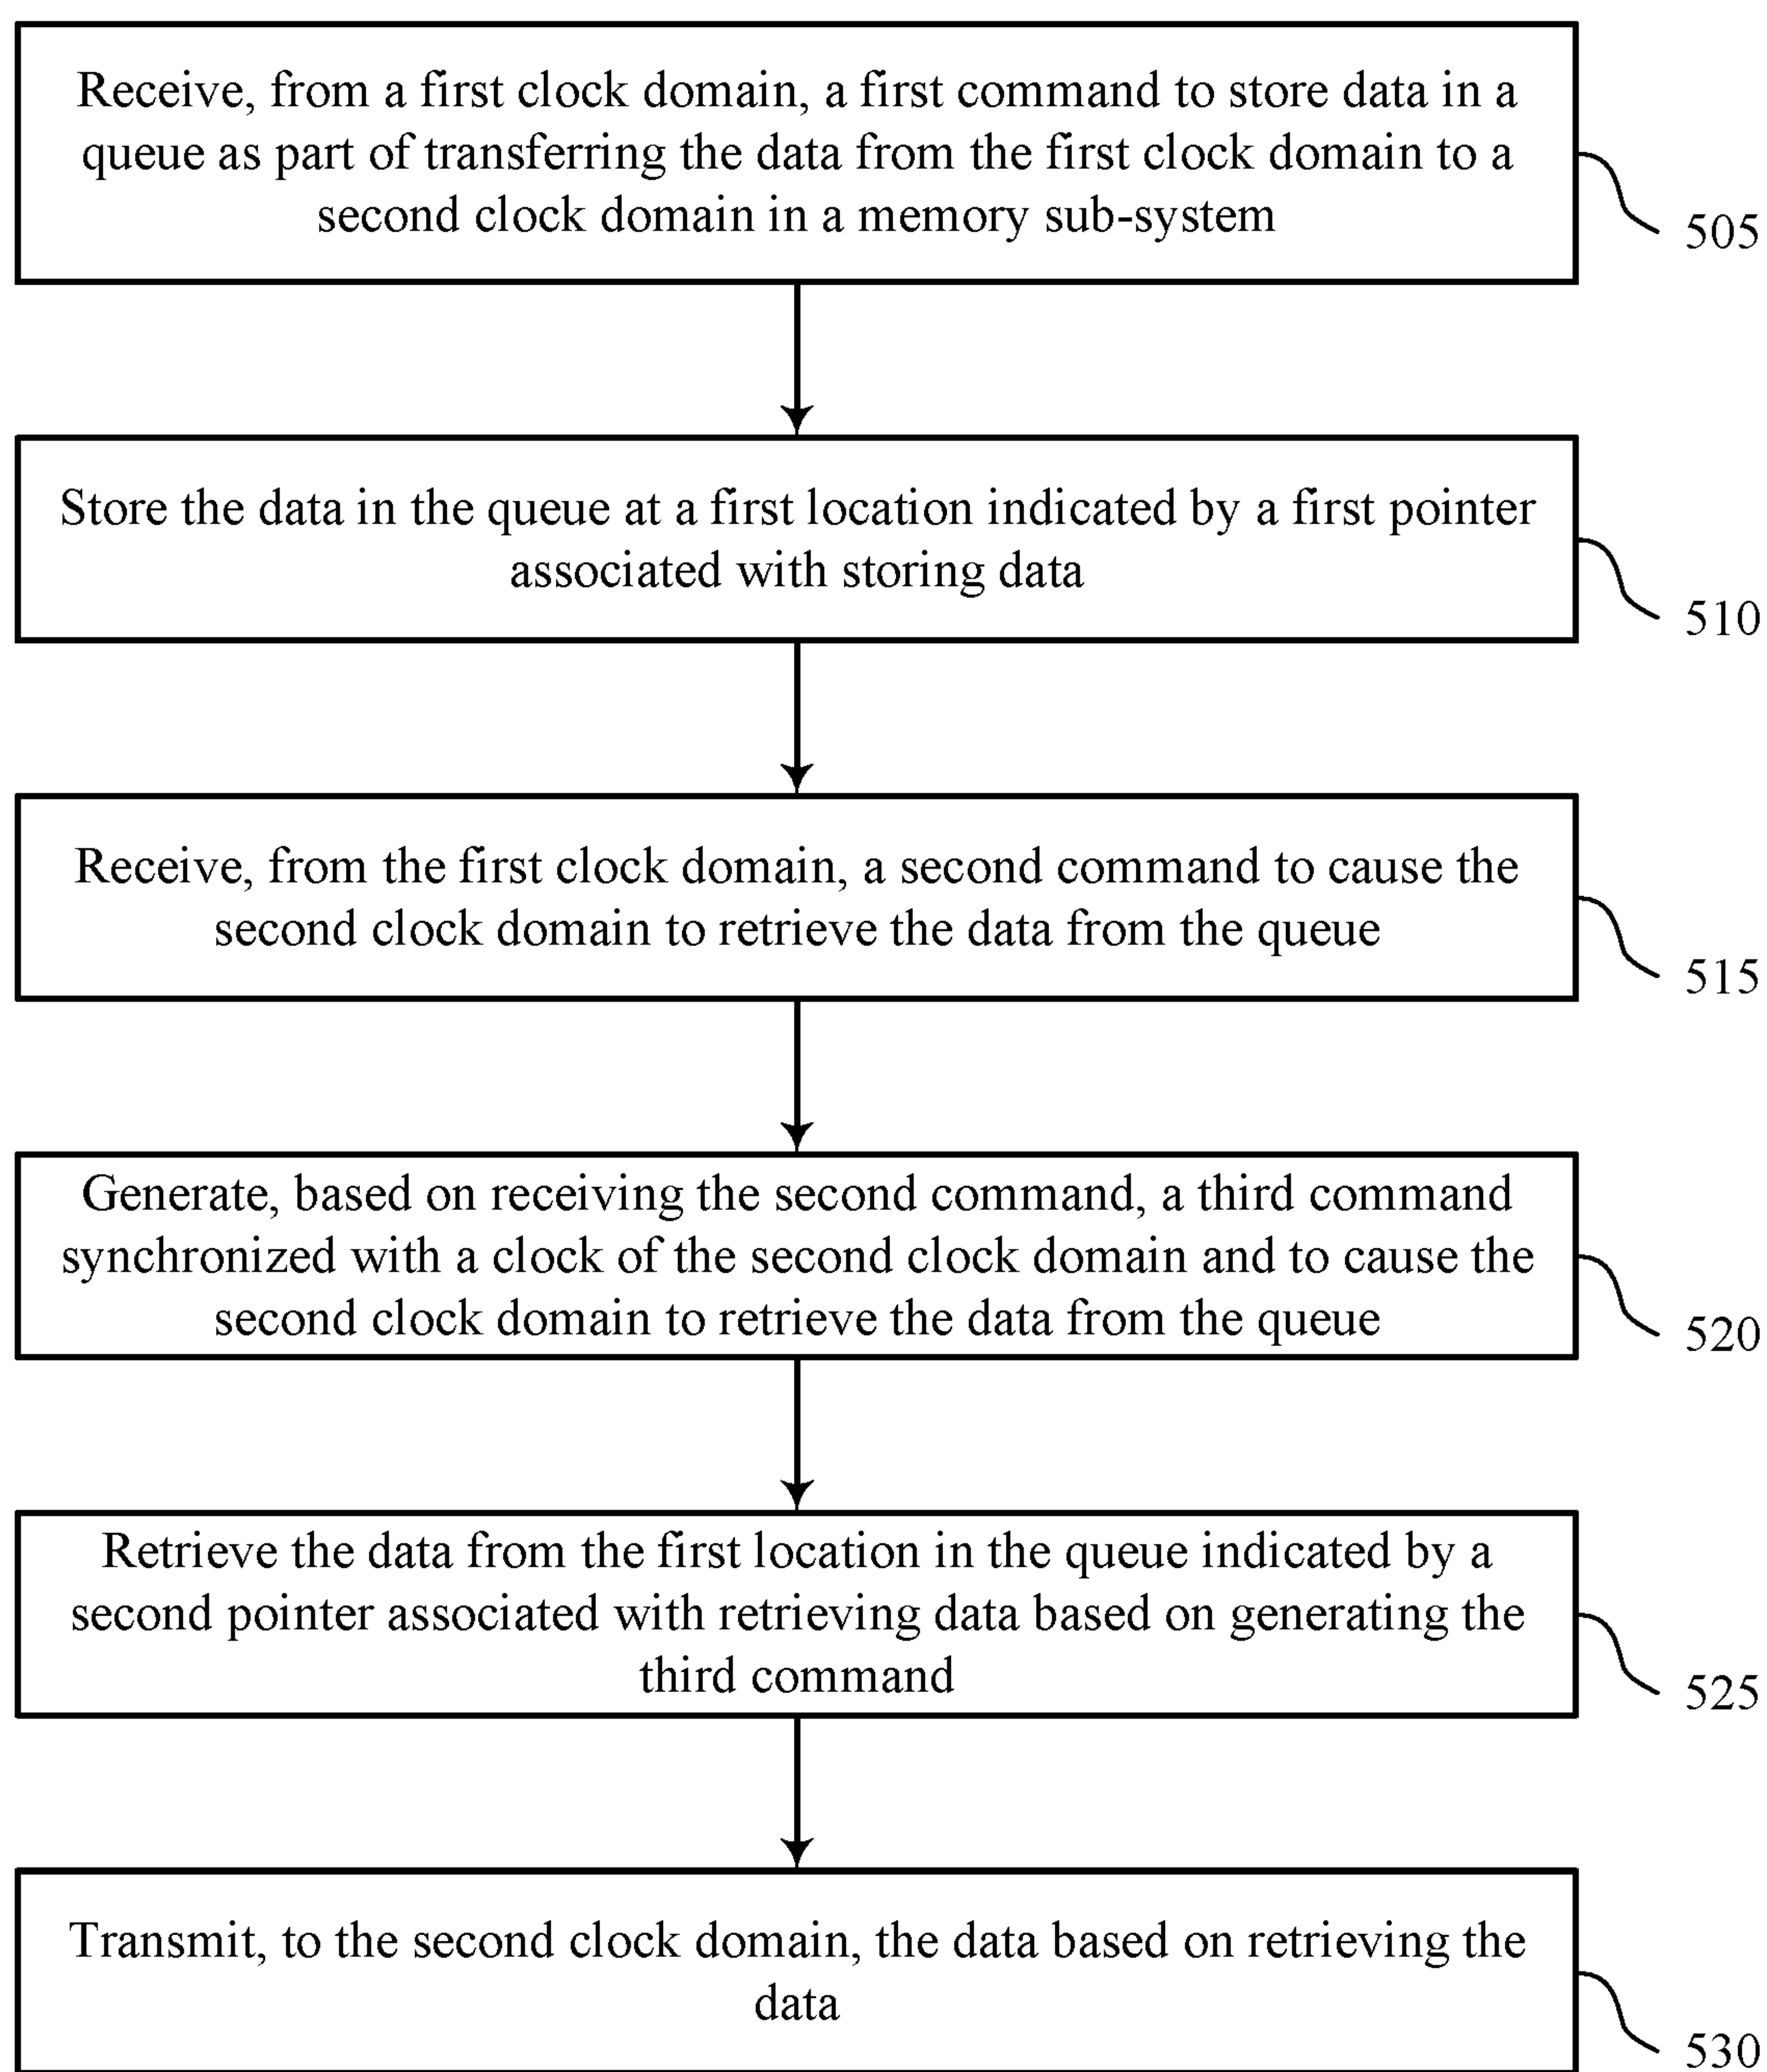 Receive, from a first clock domain, a first command to store data in a
queue as part of transferring the data from the first clock domain to a
second clock domain in a memory sub-system
505
Store the data in the queue at a first location indicated by a first pointer
associated with storing data
510
Receive, from the first clock domain, a second command to cause the
second clock domain to retrieve the data from the queue
515
Generate, based on receiving the second command, a third command
synchronized with a clock of the second clock domain and to cause the
second clock domain to retrieve the data from the queue
520
Retrieve the data from the first location in the queue indicated by a
second pointer associated with retrieving data based on generating the
third command
525
Transmit, to the second clock domain, the data based on retrieving the
data
530